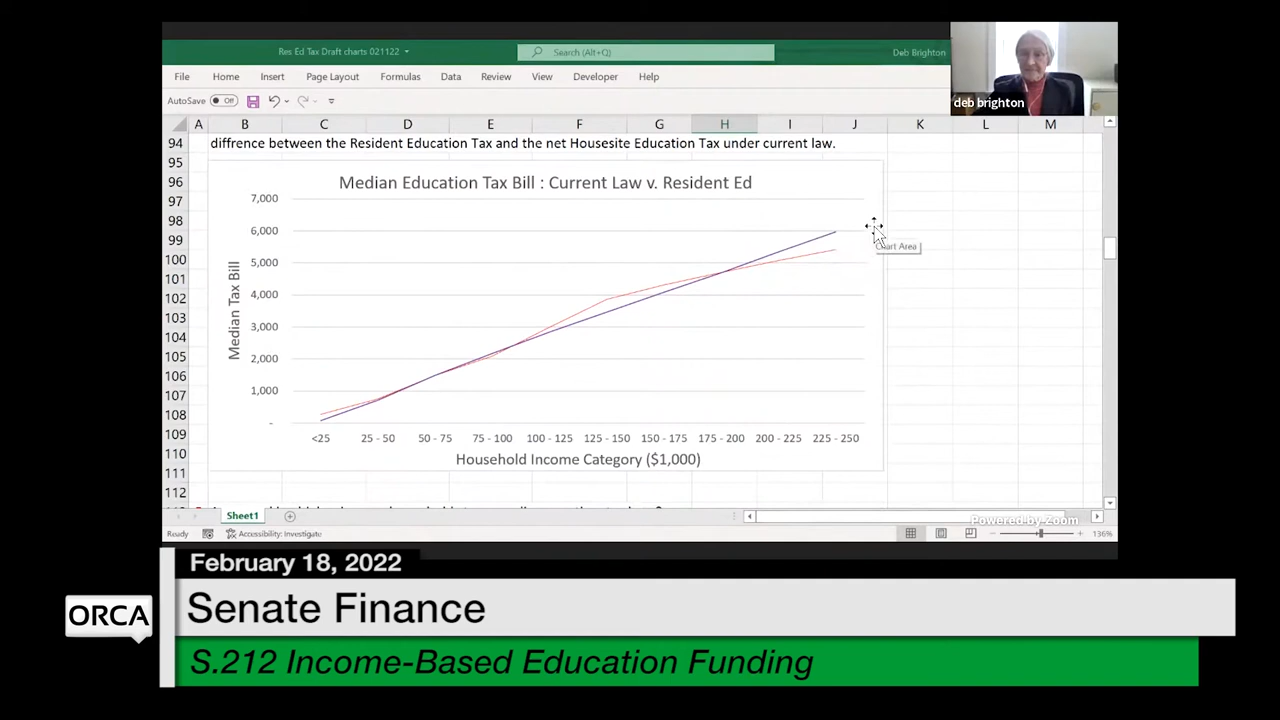 Res Ed Tax Draft charts 021122
Search (Alt+Q)
Deb Brighton
File Home Insert Page Layout Formulas Data Review View Developer Help
deb brighton
AutoSave Off
A B C D E F G H I J K L M
94 diffrence between the Resident Education Tax and the net Housesite Education Tax under current law.
95
96 Median Education Tax Bill : Current Law v. Resident Ed
97 7,000
98 6,000
99 Chart Area
100 5,000
101
102 4,000
103 3,000
104
105 2,000
106
107 1,000
108 -
109 <25 25 - 50 50 - 75 75 - 100 100 - 125 125 - 150 150 - 175 175 - 200 200 - 225 225 - 250
110 Household Income Category ($1,000)
111
112
Median Tax Bill
Sheet1
Powered by Zoom
Ready Accessibility: Investigate 136%
February 18, 2022
ORCA
Senate Finance
S.212 Income-Based Education Funding